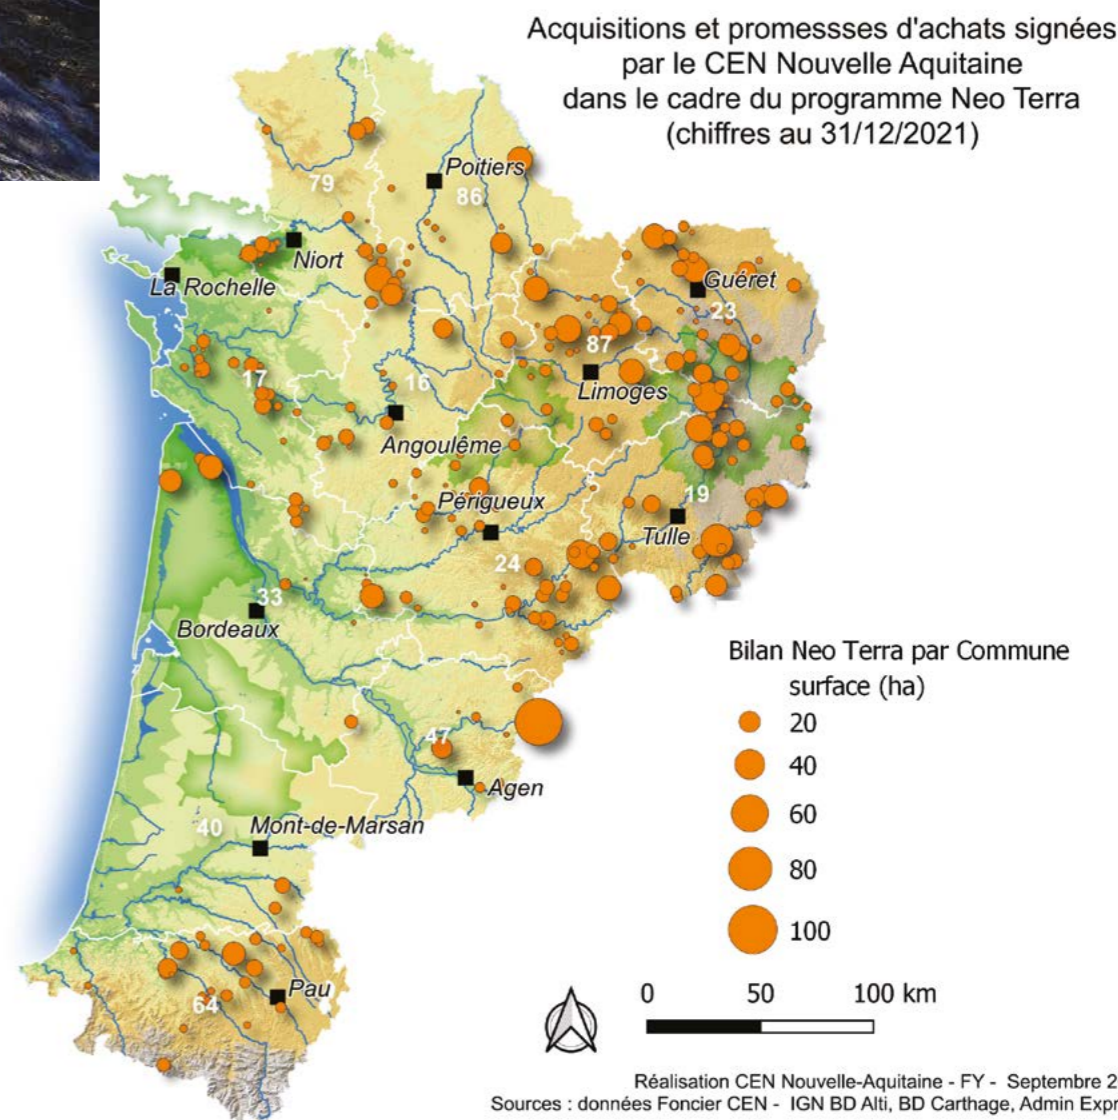 Acquisitions et promessses d'achats signées
par le CEN Nouvelle Aquitaine
dans le cadre du programme Neo Terra
(chiffres au 31/12/2021)
79
Poitiers
86
Niort
La Rochelle
Guéret
23
87
17
16
Limoges
Angoulême
Périgueux
19
Tulle
24
33
Bordeaux
47
Agen
40
Mont-de-Marsan
Pau
64
Bilan Neo Terra par Commune
surface (ha)
20
40
60
80
100
0 50 100 km
Réalisation CEN Nouvelle-Aquitaine - FY - Septembre 2
Sources : données Foncier CEN - IGN BD Alti, BD Carthage, Admin Expr